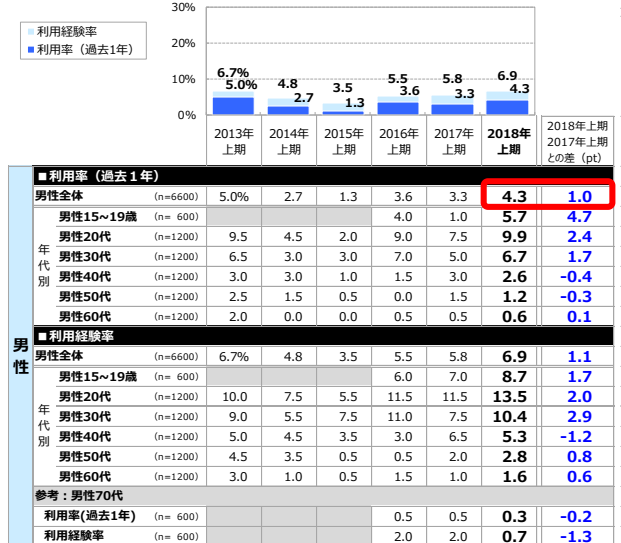 30%
20%
10%
0%
利用経験率
利用率（過去1年）
6.7% 4.8 3.5 5.5 5.8 6.9
5.0% 2.7 1.3 3.6 3.3 4.3
2013年上期 2014年上期 2015年上期 2016年上期 2017年上期 2018年上期 2018年上期 2017年上期 との差（pt）
男性
■利用率（過去１年）
男性全体 (n=6600) 5.0% 2.7 1.3 3.6 3.3 4.3 1.0
年代別
男性15~19歳 (n= 600) 4.0 1.0 5.7 4.7
男性20代 (n=1200) 9.5 4.5 2.0 9.0 7.5 9.9 2.4
男性30代 (n=1200) 6.5 3.0 3.0 7.0 5.0 6.7 1.7
男性40代 (n=1200) 3.0 3.0 1.0 1.5 3.0 2.6 -0.4
男性50代 (n=1200) 2.5 1.5 0.5 0.0 1.5 1.2 -0.3
男性60代 (n=1200) 2.0 0.0 0.0 0.5 0.5 0.6 0.1
■利用経験率
男性全体 (n=6600) 6.7% 4.8 3.5 5.5 5.8 6.9 1.1
年代別
男性15~19歳 (n= 600) 6.0 7.0 8.7 1.7
男性20代 (n=1200) 10.0 7.5 5.5 11.5 11.5 13.5 2.0
男性30代 (n=1200) 9.0 5.5 7.5 11.0 7.5 10.4 2.9
男性40代 (n=1200) 5.0 4.5 3.5 3.0 6.5 5.3 -1.2
男性50代 (n=1200) 4.5 3.5 0.5 0.5 2.0 2.8 0.8
男性60代 (n=1200) 3.0 1.0 0.5 1.5 1.0 1.6 0.6
参考：男性70代
利用率(過去1年) (n= 600) 0.5 0.5 0.3 -0.2
利用経験率 (n= 600) 2.0 2.0 0.7 -1.3